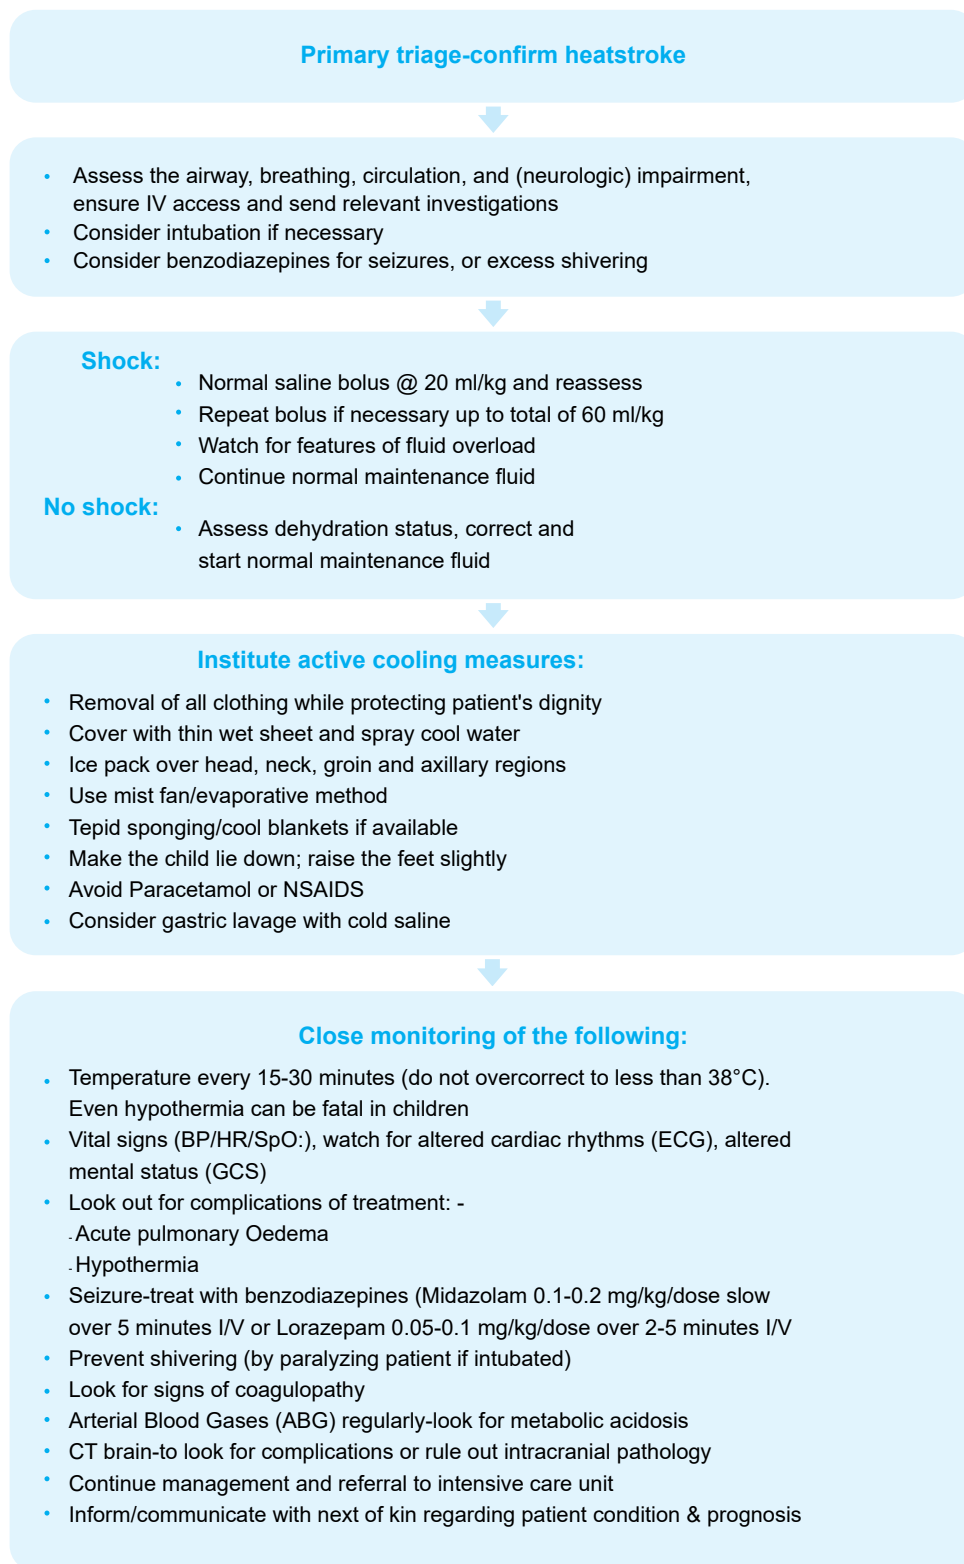 Primary triage-confirm heatstroke
• Assess the airway, breathing, circulation, and (neurologic) impairment,
ensure IV access and send relevant investigations
• Consider intubation if necessary
• Consider benzodiazepines for seizures, or excess shivering
Shock:
• Normal saline bolus @ 20 ml/kg and reassess
• Repeat bolus if necessary up to total of 60 ml/kg
• Watch for features of fluid overload
• Continue normal maintenance fluid
No shock:
• Assess dehydration status, correct and
start normal maintenance fluid
Institute active cooling measures:
• Removal of all clothing while protecting patient's dignity
• Cover with thin wet sheet and spray cool water
• Ice pack over head, neck, groin and axillary regions
• Use mist fan/evaporative method
• Tepid sponging/cool blankets if available
• Make the child lie down; raise the feet slightly
• Avoid Paracetamol or NSAIDS
• Consider gastric lavage with cold saline
Close monitoring of the following:
• Temperature every 15-30 minutes (do not overcorrect to less than 38°C).
Even hypothermia can be fatal in children
• Vital signs (BP/HR/SpO:), watch for altered cardiac rhythms (ECG), altered
mental status (GCS)
• Look out for complications of treatment: -
- Acute pulmonary Oedema
- Hypothermia
• Seizure-treat with benzodiazepines (Midazolam 0.1-0.2 mg/kg/dose slow
over 5 minutes I/V or Lorazepam 0.05-0.1 mg/kg/dose over 2-5 minutes I/V
• Prevent shivering (by paralyzing patient if intubated)
• Look for signs of coagulopathy
• Arterial Blood Gases (ABG) regularly-look for metabolic acidosis
• CT brain-to look for complications or rule out intracranial pathology
• Continue management and referral to intensive care unit
• Inform/communicate with next of kin regarding patient condition & prognosis